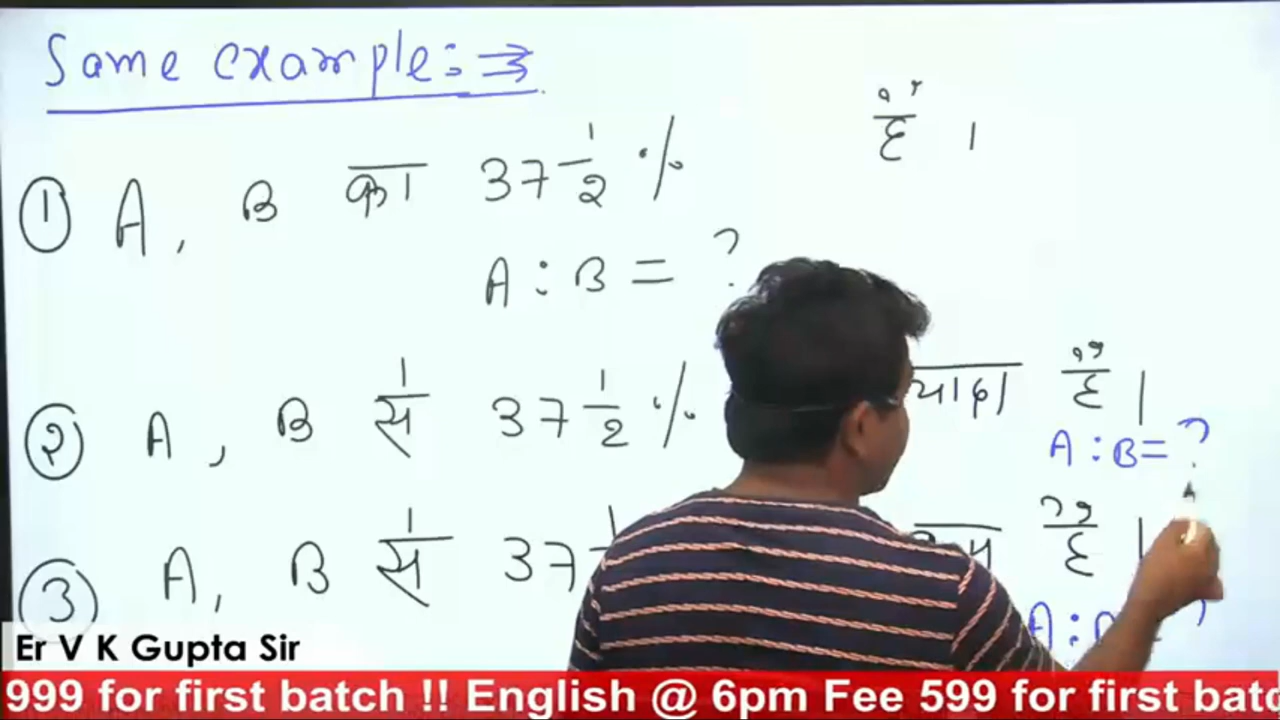 Same example:⇒
① A, B का 37 1/2 % है ।
A : B = ?
② A, B से 37 1/2 % है ।
A : B = ?
③ A, B से 37 है ।
Er V K Gupta Sir
999 for first batch !! English @ 6pm Fee 599 for first batc